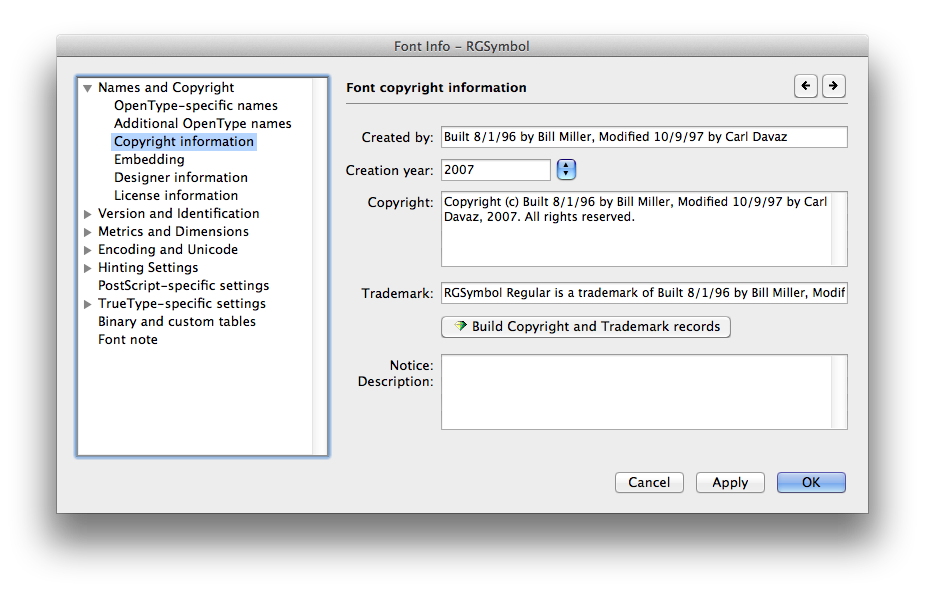 Font Info – RGSymbol
Names and Copyright
OpenType-specific names
Additional OpenType names
Copyright information
Embedding
Designer information
License information
Version and Identification
Metrics and Dimensions
Encoding and Unicode
Hinting Settings
PostScript-specific settings
TrueType-specific settings
Binary and custom tables
Font note
Font copyright information
Created by: Built 8/1/96 by Bill Miller, Modified 10/9/97 by Carl Davaz
Creation year: 2007
Copyright: Copyright (c) Built 8/1/96 by Bill Miller, Modified 10/9/97 by Carl
Davaz, 2007. All rights reserved.
Trademark: RGSymbol Regular is a trademark of Built 8/1/96 by Bill Miller, Modif
Build Copyright and Trademark records
Notice:
Description:
Cancel Apply OK